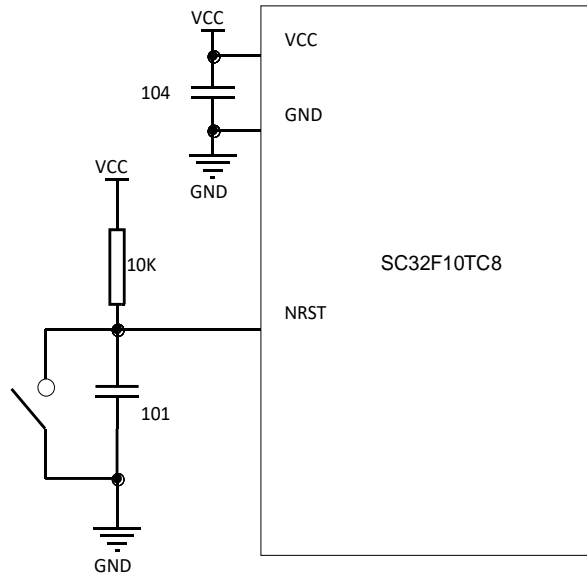 VCC
VCC
104
GND
VCC
GND
10K
SC32F10TC8
NRST
101
GND